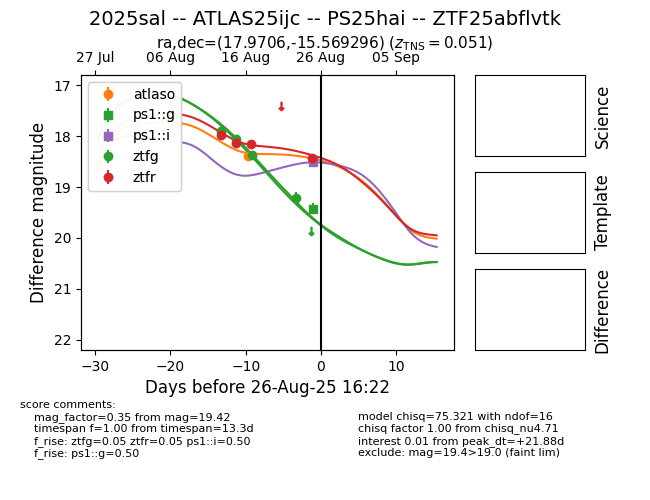 2025sal -- ATLAS25ijc -- PS25hai -- ZTF25abflvtk
ra,dec=(17.9706,-15.569296) (z_TNS = 0.051)
27 Jul 06 Aug 16 Aug 26 Aug 05 Sep
atlaso
ps1::g
ps1::i
ztfg
ztfr
17
18
19
20
21
22
Difference magnitude
−30 −20 −10 0 10
Days before 26-Aug-25 16:22
Science
Template
Difference
score comments:
mag_factor=0.35 from mag=19.42
timespan f=1.00 from timespan=13.3d
f_rise: ztfg=0.05 ztfr=0.05 ps1::i=0.50
f_rise: ps1::g=0.50
model chisq=75.321 with ndof=16
chisq factor 1.00 from chisq_nu4.71
interest 0.01 from peak_dt=+21.88d
exclude: mag=19.4>19.0 (faint lim)